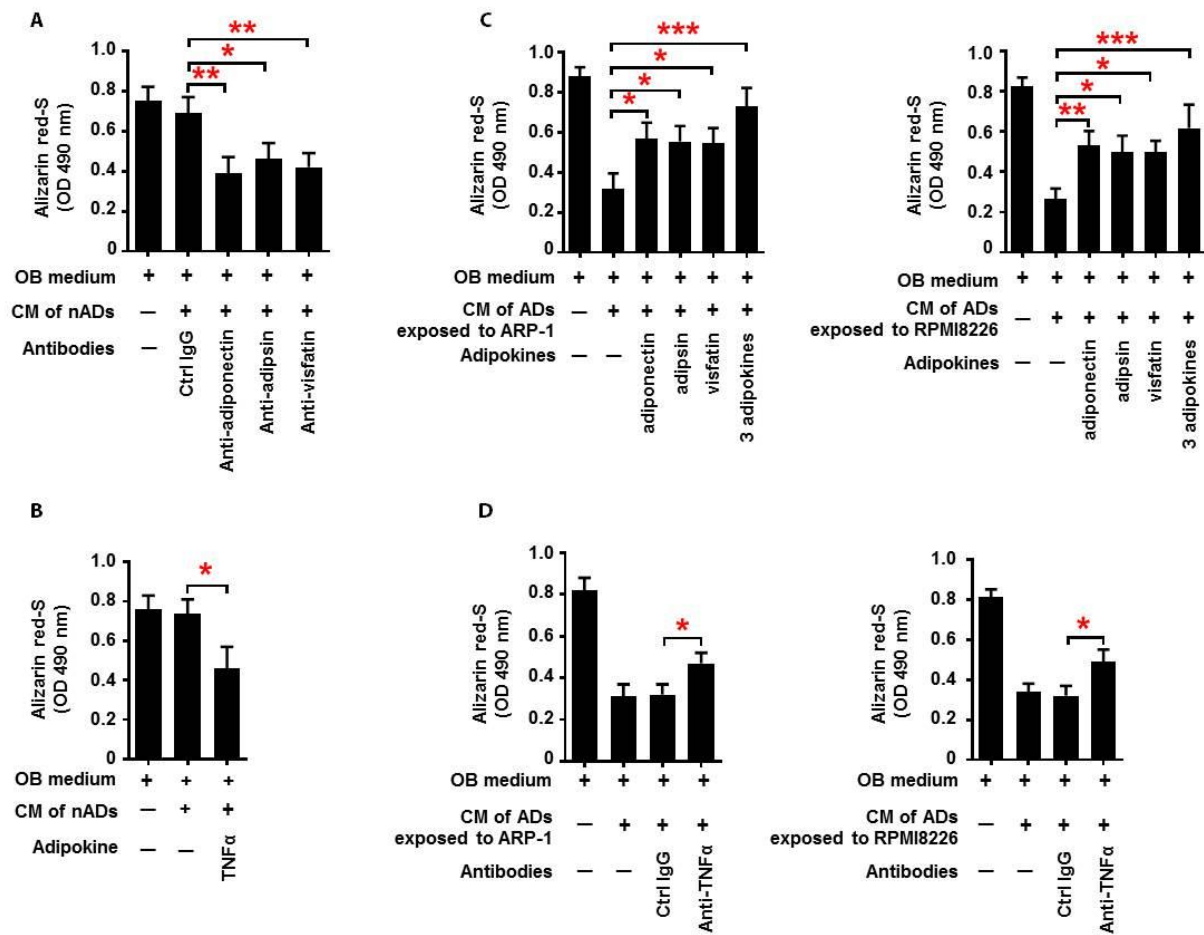 A
**
*
**
1.0
0.8
0.6
0.4
0.2
0
Alizarin red-S
(OD 490 nm)
OB medium + + + + +
CM of nADs — + + + +
Antibodies — Ctrl IgG Anti-adiponectin Anti-adipsin Anti-visfatin
C
***
*
*
*
1.0
0.8
0.6
0.4
0.2
0
Alizarin red-S
(OD 490 nm)
OB medium + + + + + +
CM of ADs
exposed to ARP-1 — + + + + +
Adipokines — — adiponectin adipsin visfatin 3 adipokines
***
*
*
**
1.0
0.8
0.6
0.4
0.2
0
Alizarin red-S
(OD 490 nm)
OB medium + + + + + +
CM of ADs
exposed to RPMI8226 — + + + + +
Adipokines — — adiponectin adipsin visfatin 3 adipokines
B
*
1.0
0.8
0.6
0.4
0.2
0
Alizarin red-S
(OD 490 nm)
OB medium + + +
CM of nADs — + +
Adipokine — — TNFα
D
*
1.0
0.8
0.6
0.4
0.2
0
Alizarin red-S
(OD 490 nm)
OB medium + + + +
CM of ADs
exposed to ARP-1 — + + +
Antibodies — — Ctrl IgG Anti-TNFα
*
1.0
0.8
0.6
0.4
0.2
0
Alizarin red-S
(OD 490 nm)
OB medium + + + +
CM of ADs
exposed to RPMI8226 — + + +
Antibodies — — Ctrl IgG Anti-TNFα